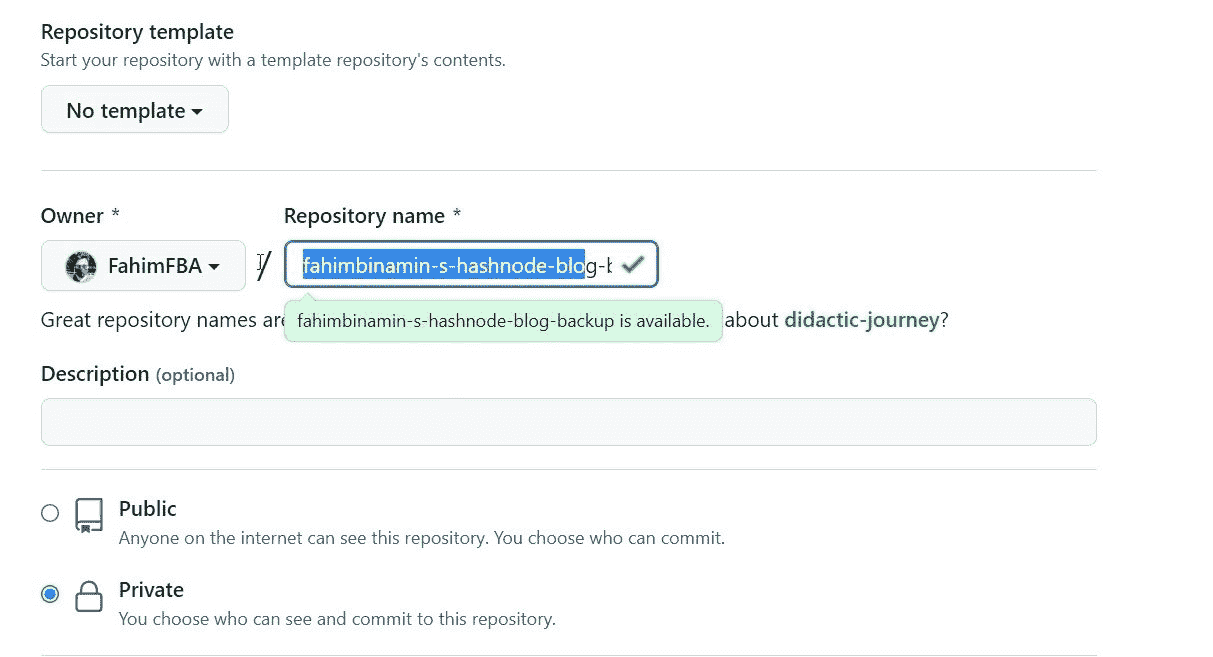 Repository template
Start your repository with a template repository's contents.
No template
Owner *
Repository name *
FahimFBA
/
fahimbinamin-s-hashnode-blog-b
Great repository names are
fahimbinamin-s-hashnode-blog-backup is available.
about didactic-journey?
Description (optional)
Public
Anyone on the internet can see this repository. You choose who can commit.
Private
You choose who can see and commit to this repository.